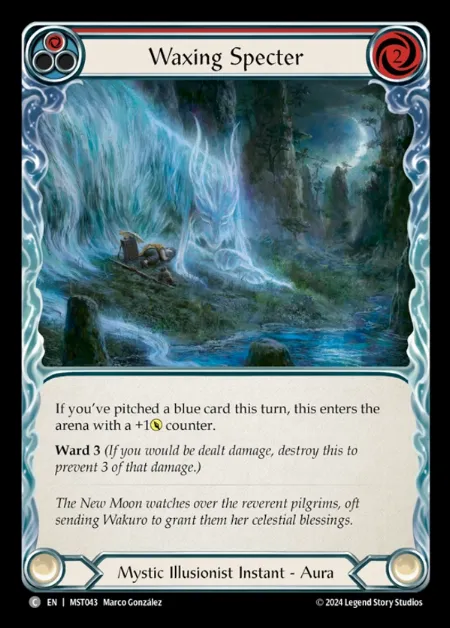 Waxing Specter
2
If you've pitched a blue card this turn, this enters the
arena with a +1 counter.
Ward 3 (If you would be dealt damage, destroy this to
prevent 3 of that damage.)
The New Moon watches over the reverent pilgrims, oft
sending Wakuro to grant them her celestial blessings.
Mystic Illusionist Instant - Aura
C EN | MST043 Marco González
© 2024 Legend Story Studios